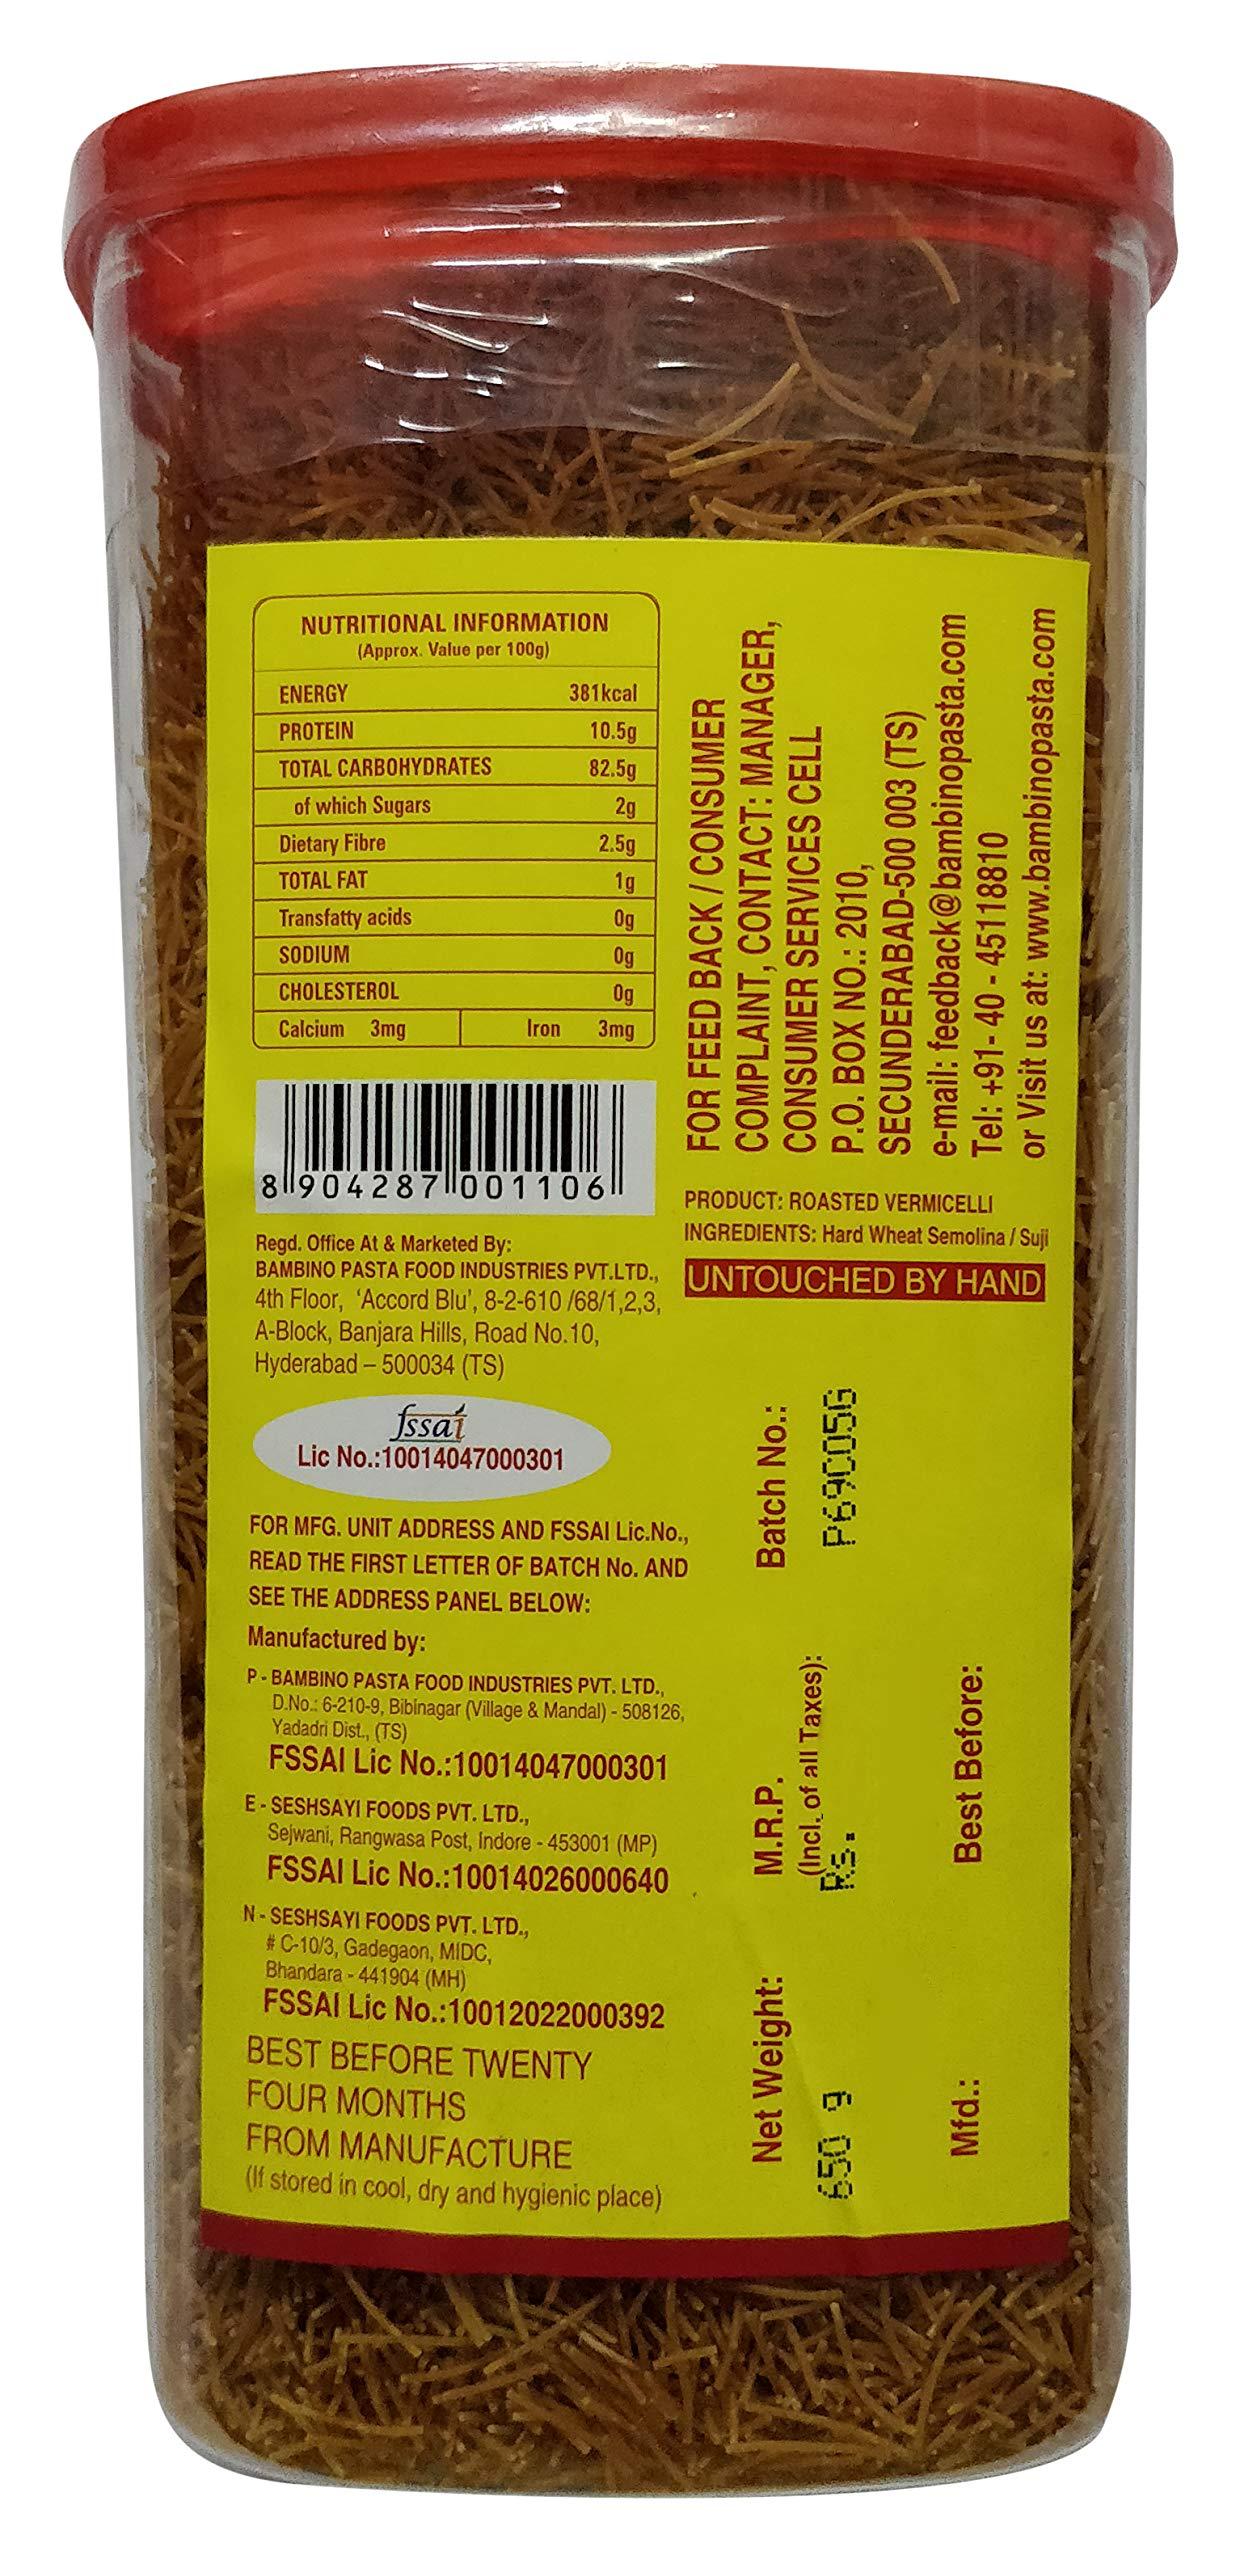 NUTRITIONAL INFORMATION
(Approx. Value per 100g)
ENERGY 381kcal
PROTEIN 10.5g
TOTAL CARBOHYDRATES 82.5g
of which Sugars 2g
Dietary Fibre 2.5g
TOTAL FAT 1g
Transfatty acids 0g
SODIUM 0g
CHOLESTEROL 0g
Calcium 3mg Iron 3mg
8 904287 001106
Regd. Office At & Marketed By:
BAMBINO PASTA FOOD INDUSTRIES PVT.LTD.,
4th Floor, 'Accord Blu', 8-2-610 /68/1,2,3,
A-Block, Banjara Hills, Road No.10,
Hyderabad – 500034 (TS)
fssai
Lic No.:10014047000301
FOR MFG. UNIT ADDRESS AND FSSAI Lic.No.,
READ THE FIRST LETTER OF BATCH No. AND
SEE THE ADDRESS PANEL BELOW:
Manufactured by:
P - BAMBINO PASTA FOOD INDUSTRIES PVT. LTD.,
D.No.: 6-210-9, Bibinagar (Village & Mandal) - 508126,
Yadadri Dist., (TS)
FSSAI Lic No.:10014047000301
E - SESHSAYI FOODS PVT. LTD.,
Sejwani, Rangwasa Post, Indore - 453001 (MP)
FSSAI Lic No.:10014026000640
N - SESHSAYI FOODS PVT. LTD.,
# C-10/3, Gadegaon, MIDC,
Bhandara - 441904 (MH)
FSSAI Lic No.:10012022000392
BEST BEFORE TWENTY
FOUR MONTHS
FROM MANUFACTURE
(If stored in cool, dry and hygienic place)
FOR FEED BACK / CONSUMER
COMPLAINT, CONTACT: MANAGER,
CONSUMER SERVICES CELL
P.O. BOX NO.: 2010,
SECUNDERABAD-500 003 (TS)
e-mail: feedback@bambinopasta.com
Tel: +91- 40 - 45118810
or Visit us at: www.bambinopasta.com
PRODUCT: ROASTED VERMICELLI
INGREDIENTS: Hard Wheat Semolina / Suji
UNTOUCHED BY HAND
Batch No.:
P69C05G
M.R.P.
(Incl. of all Taxes):
RS.
Net Weight:
650 g
Best Before:
Mfd.: